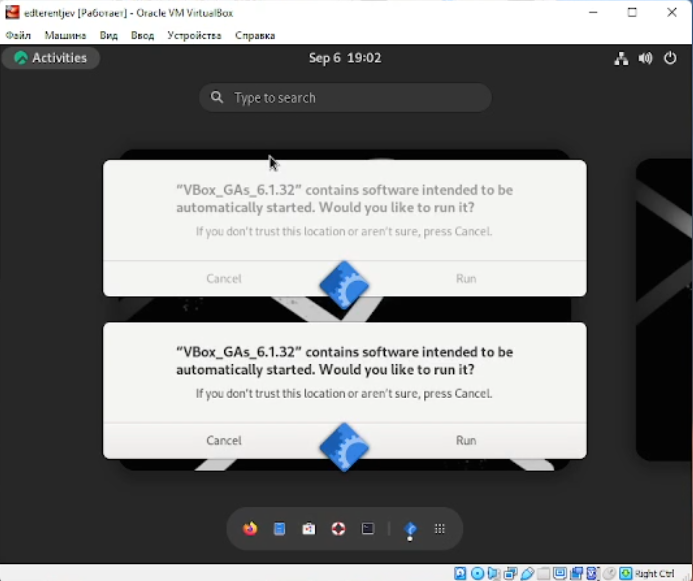 edterentjev [Работает] - Oracle VM VirtualBox
Файл Машина Вид Ввод Устройства Справка
Activities Sep 6 19:02
Type to search
“VBox_GAs_6.1.32” contains software intended to be
automatically started. Would you like to run it?
If you don’t trust this location or aren’t sure, press Cancel.
Cancel Run
“VBox_GAs_6.1.32” contains software intended to be
automatically started. Would you like to run it?
If you don’t trust this location or aren’t sure, press Cancel.
Cancel Run
Right Ctrl